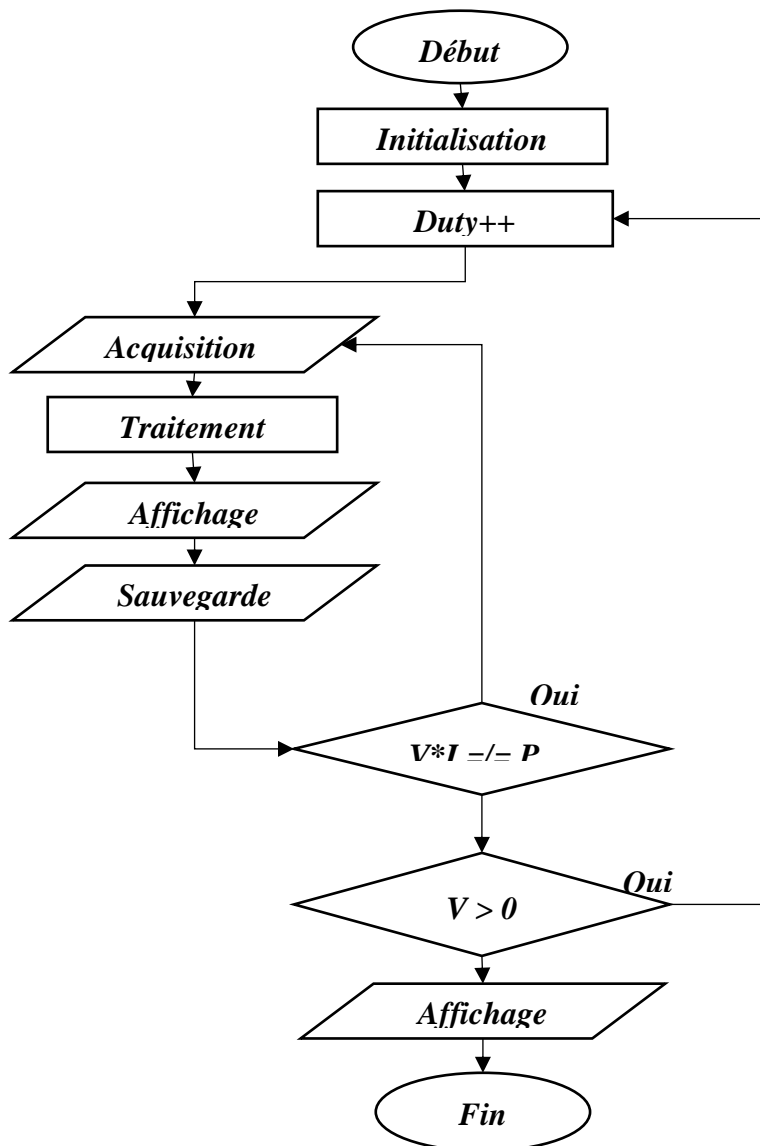 Début
Initialisation
Duty++
Acquisition
Traitement
Affichage
Sauvegarde
Oui
V*I =/= P
Oui
V > 0
Affichage
Fin